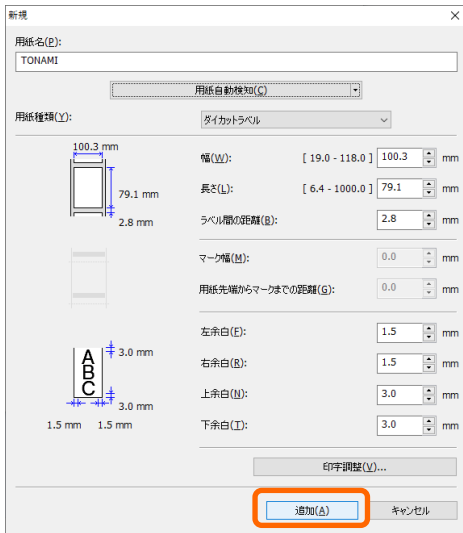 新規
用紙名(P):
TONAMI
用紙自動検知(C)
用紙種類(Y):
ダイカットラベル
100.3 mm
79.1 mm
2.8 mm
幅(W): [ 19.0 - 118.0 ] 100.3 mm
長さ(L): [ 6.4 - 1000.0 ] 79.1 mm
ラベル間の距離(B): 2.8 mm
マーク幅(M): 0.0 mm
用紙先端からマークまでの距離(G): 0.0 mm
A
B
C
3.0 mm
3.0 mm
1.5 mm 1.5 mm
左余白(F): 1.5 mm
右余白(R): 1.5 mm
上余白(N): 3.0 mm
下余白(T): 3.0 mm
印字調整(V)...
追加(A) キャンセル